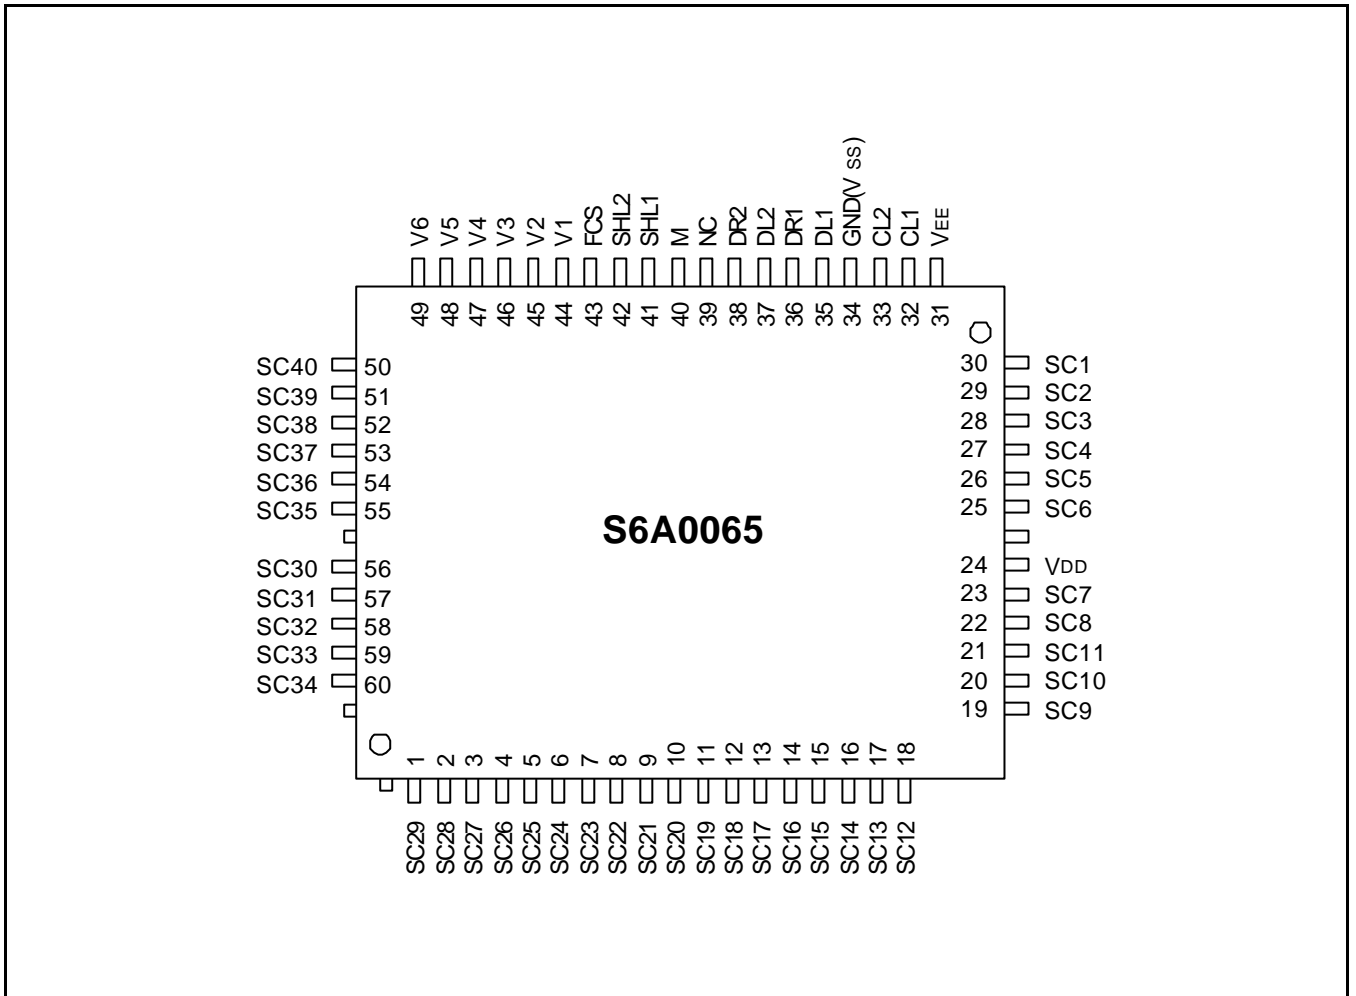 V6 V5 V4 V3 V2 V1 FCS SHL2 SHL1 M NC DR2 DL2 DR1 DL1 GND(V ss) CL2 CL1 VEE
49 48 47 46 45 44 43 42 41 40 39 38 37 36 35 34 33 32 31
SC40 50 30 SC1
SC39 51 29 SC2
SC38 52 28 SC3
SC37 53 27 SC4
SC36 54 26 SC5
SC35 55 25 SC6
S6A0065
SC30 56 24 VDD
SC31 57 23 SC7
SC32 58 22 SC8
SC33 59 21 SC11
SC34 60 20 SC10
19 SC9
1 2 3 4 5 6 7 8 9 10 11 12 13 14 15 16 17 18
SC29 SC28 SC27 SC26 SC25 SC24 SC23 SC22 SC21 SC20 SC19 SC18 SC17 SC16 SC15 SC14 SC13 SC12